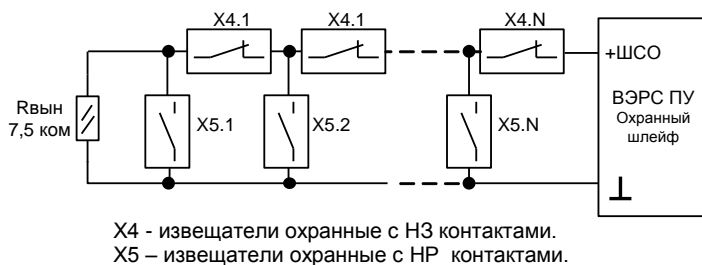 X4.1
X4.1
X4.N
+ШСО
Rвын
7,5 ком
X5.1
X5.2
X5.N
ВЭРС ПУ
Охранный
шлейф
X4 - извещатели охранные с НЗ контактами.
X5 – извещатели охранные с НР контактами.